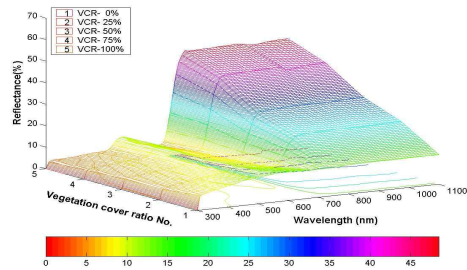 70
60
50
40
30
20
10
0
Reflectance(%)
1 VCR- 0%
2 VCR- 25%
3 VCR- 50%
4 VCR- 75%
5 VCR-100%
5
4
3
2
1
Vegetation cover ratio No.
300 400 500 600 700 800 900 1000 1100
Wavelength (nm)
0 5 10 15 20 25 30 35 40 45